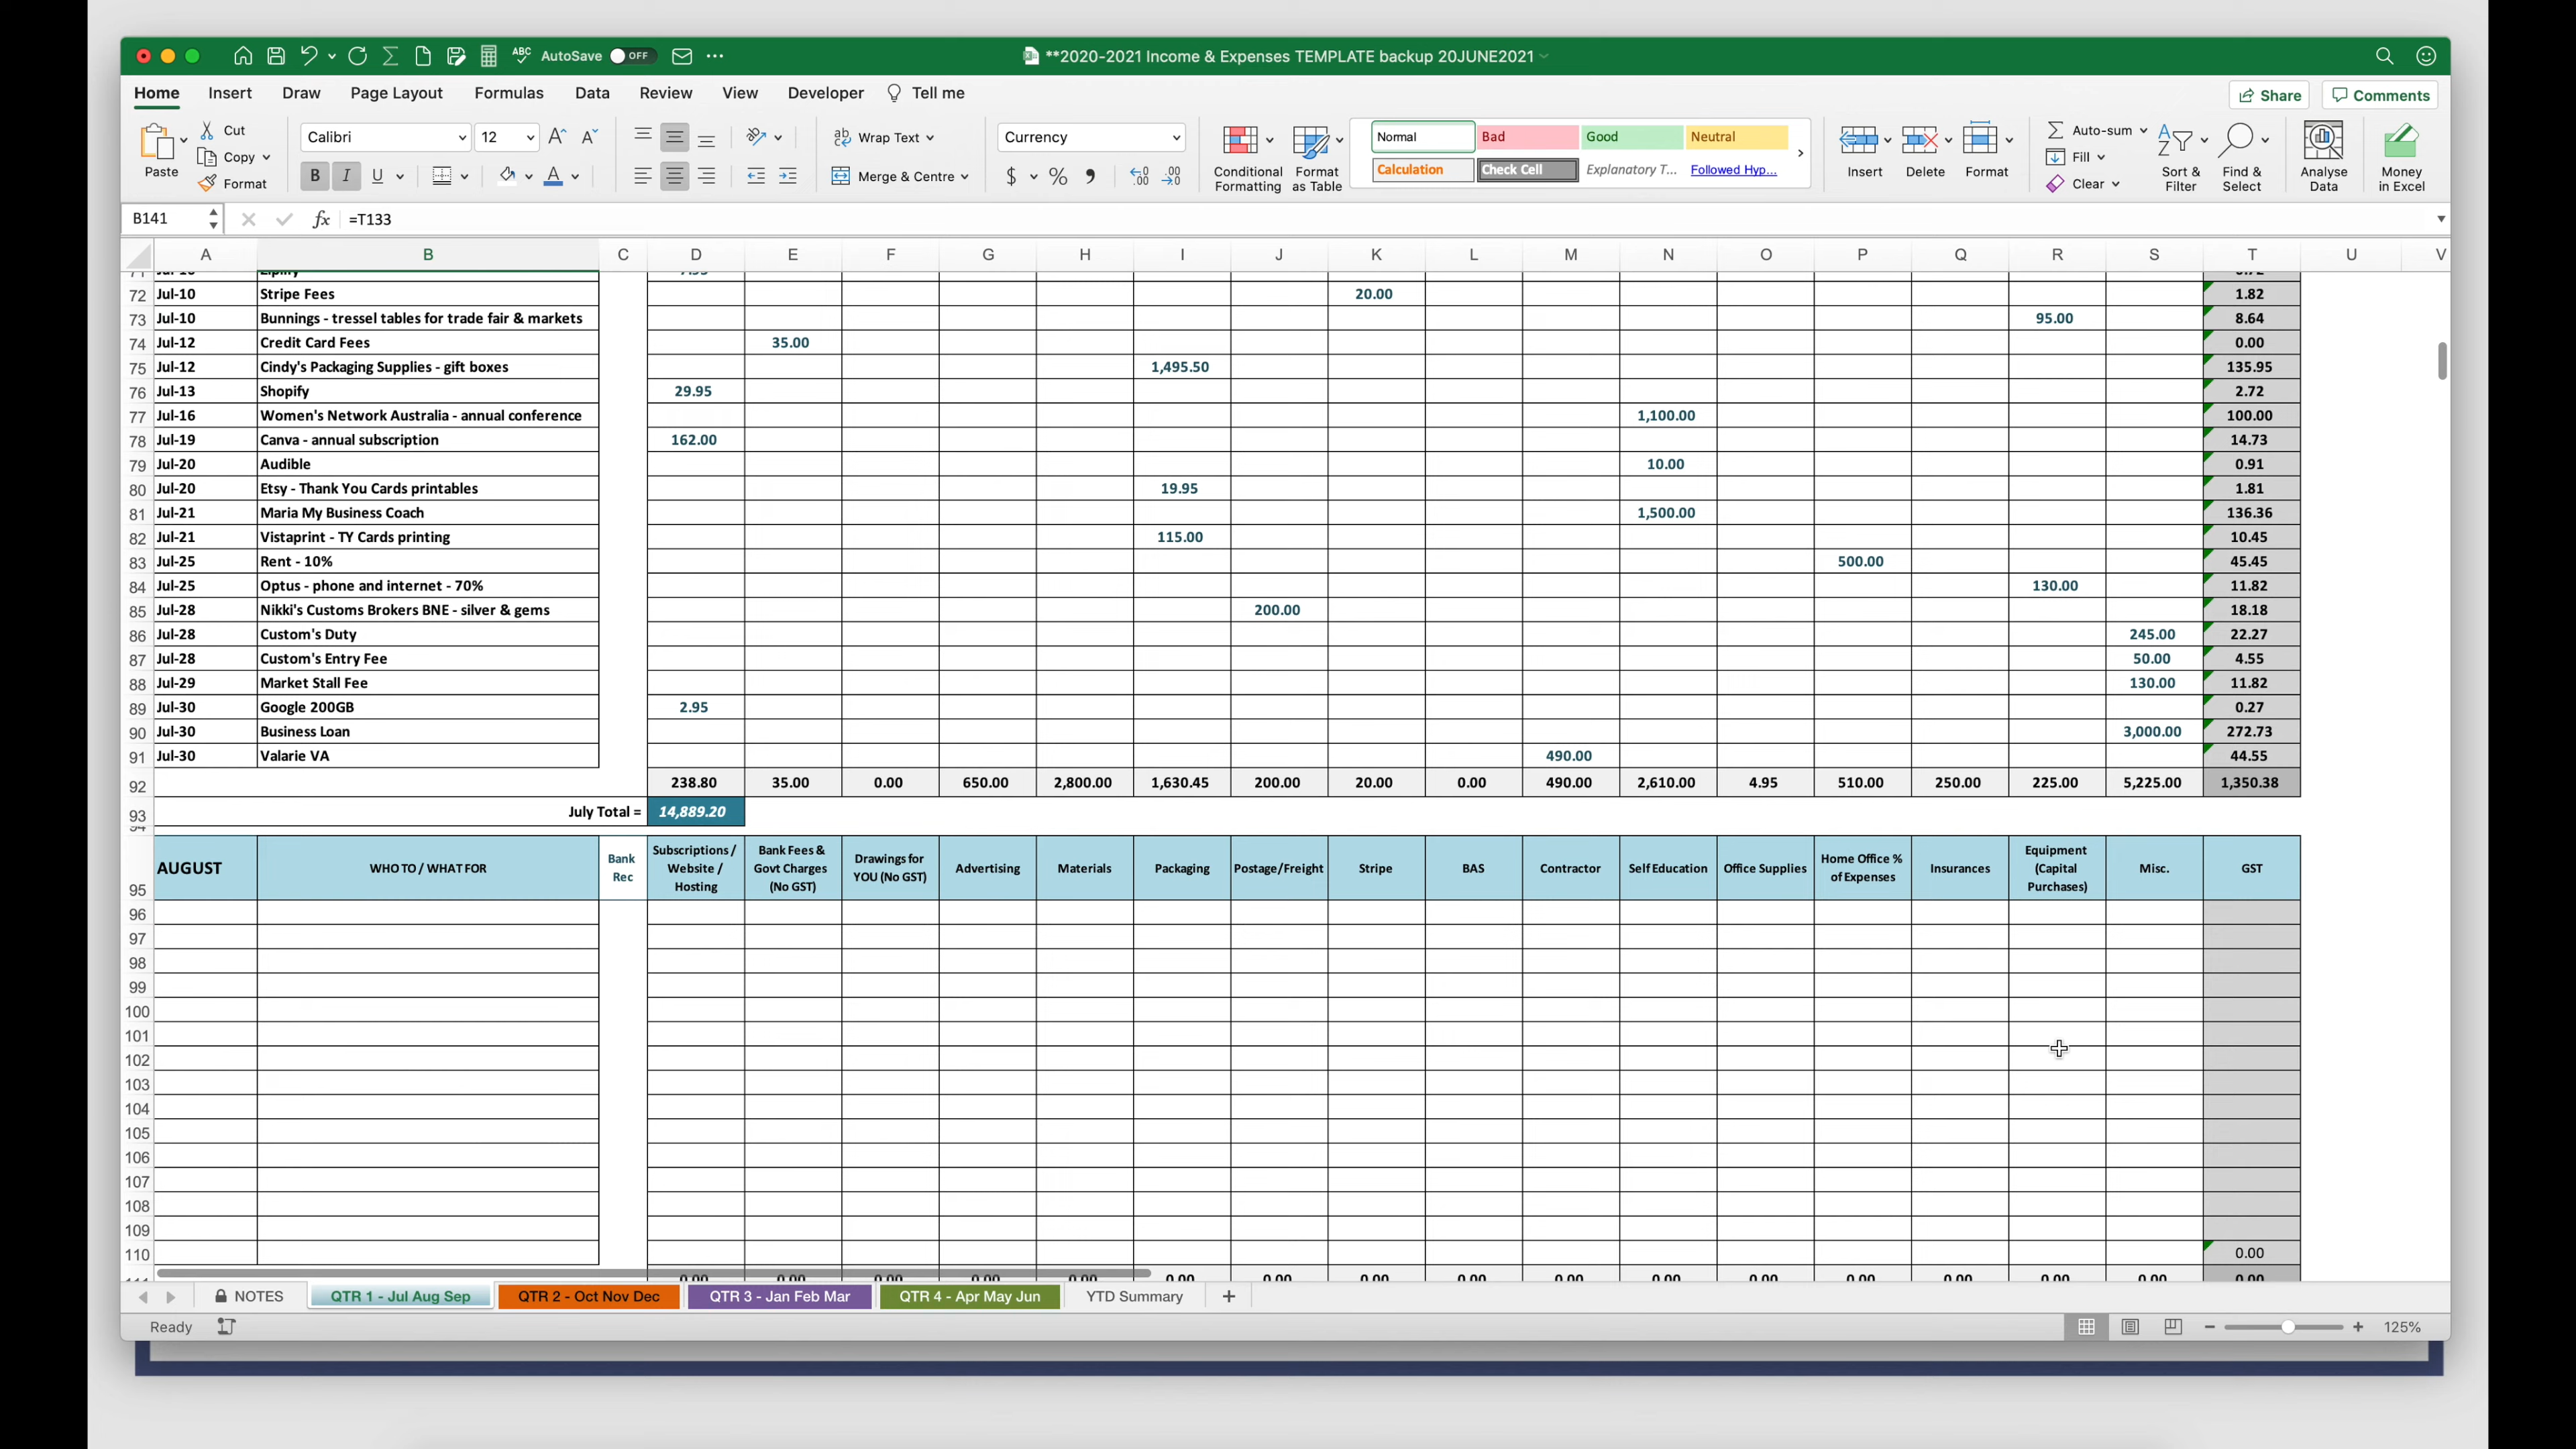 ABC AutoSave OFF **2020-2021 Income & Expenses TEMPLATE backup 20JUNE2021
Home Insert Draw Page Layout Formulas Data Review View Developer Tell me Share Comments
Paste Cut Copy Format
Calibri 12
B I U A
ab Wrap Text
Merge & Centre
Currency
$ %
Conditional Formatting
Format as Table
Normal Bad Good Neutral
Calculation Check Cell Explanatory T... Followed Hyp...
Insert Delete Format
Auto-sum
Fill
Clear
Sort & Filter
Find & Select
Analyse Data
Money in Excel
B141 fx =T133
A B C D E F G H I J K L M N O P Q R S T U V
72 Jul-10 Stripe Fees 20.00 1.82
73 Jul-10 Bunnings - tressel tables for trade fair & markets 95.00 8.64
74 Jul-12 Credit Card Fees 35.00 0.00
75 Jul-12 Cindy's Packaging Supplies - gift boxes 1,495.50 135.95
76 Jul-13 Shopify 29.95 2.72
77 Jul-16 Women's Network Australia - annual conference 1,100.00 100.00
78 Jul-19 Canva - annual subscription 162.00 14.73
79 Jul-20 Audible 10.00 0.91
80 Jul-20 Etsy - Thank You Cards printables 19.95 1.81
81 Jul-21 Maria My Business Coach 1,500.00 136.36
82 Jul-21 Vistaprint - TY Cards printing 115.00 10.45
83 Jul-25 Rent - 10% 500.00 45.45
84 Jul-25 Optus - phone and internet - 70% 130.00 11.82
85 Jul-28 Nikki's Customs Brokers BNE - silver & gems 200.00 18.18
86 Jul-28 Custom's Duty 245.00 22.27
87 Jul-28 Custom's Entry Fee 50.00 4.55
88 Jul-29 Market Stall Fee 130.00 11.82
89 Jul-30 Google 200GB 2.95 0.27
90 Jul-30 Business Loan 3,000.00 272.73
91 Jul-30 Valarie VA 490.00 44.55
92 238.80 35.00 0.00 650.00 2,800.00 1,630.45 200.00 20.00 0.00 490.00 2,610.00 4.95 510.00 250.00 225.00 5,225.00 1,350.38
93 July Total = 14,889.20
95 AUGUST WHO TO / WHAT FOR Bank Rec Subscriptions / Website / Hosting Bank Fees & Govt Charges (No GST) Drawings for YOU (No GST) Advertising Materials Packaging Postage/Freight Stripe BAS Contractor Self Education Office Supplies Home Office % of Expenses Insurances Equipment (Capital Purchases) Misc. GST
96
97
98
99
100
101
102
103
104
105
106
107
108
109
110 0.00
0.00 0.00 0.00 0.00 0.00 0.00 0.00 0.00 0.00 0.00 0.00 0.00 0.00 0.00 0.00 0.00 0.00
NOTES QTR 1 - Jul Aug Sep QTR 2 - Oct Nov Dec QTR 3 - Jan Feb Mar QTR 4 - Apr May Jun YTD Summary +
Ready 125%